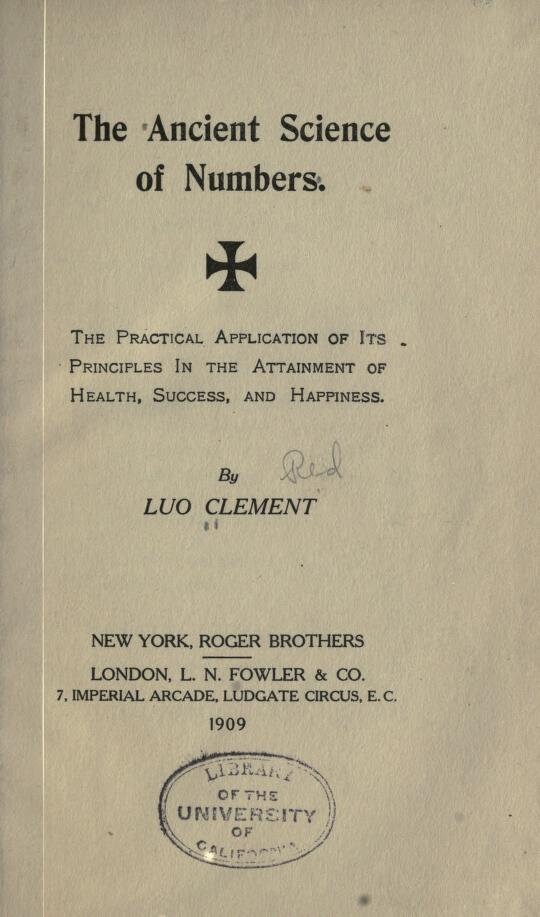 The Ancient Science
of Numbers.
THE PRACTICAL APPLICATION OF ITS
PRINCIPLES IN THE ATTAINMENT OF
HEALTH, SUCCESS, AND HAPPINESS.
By
LUO CLEMENT
NEW YORK, ROGER BROTHERS
LONDON, L. N. FOWLER & CO.
7, IMPERIAL ARCADE, LUDGATE CIRCUS, E. C.
1909
LIBRARY
OF THE
UNIVERSITY
OF
CALIFORNIA